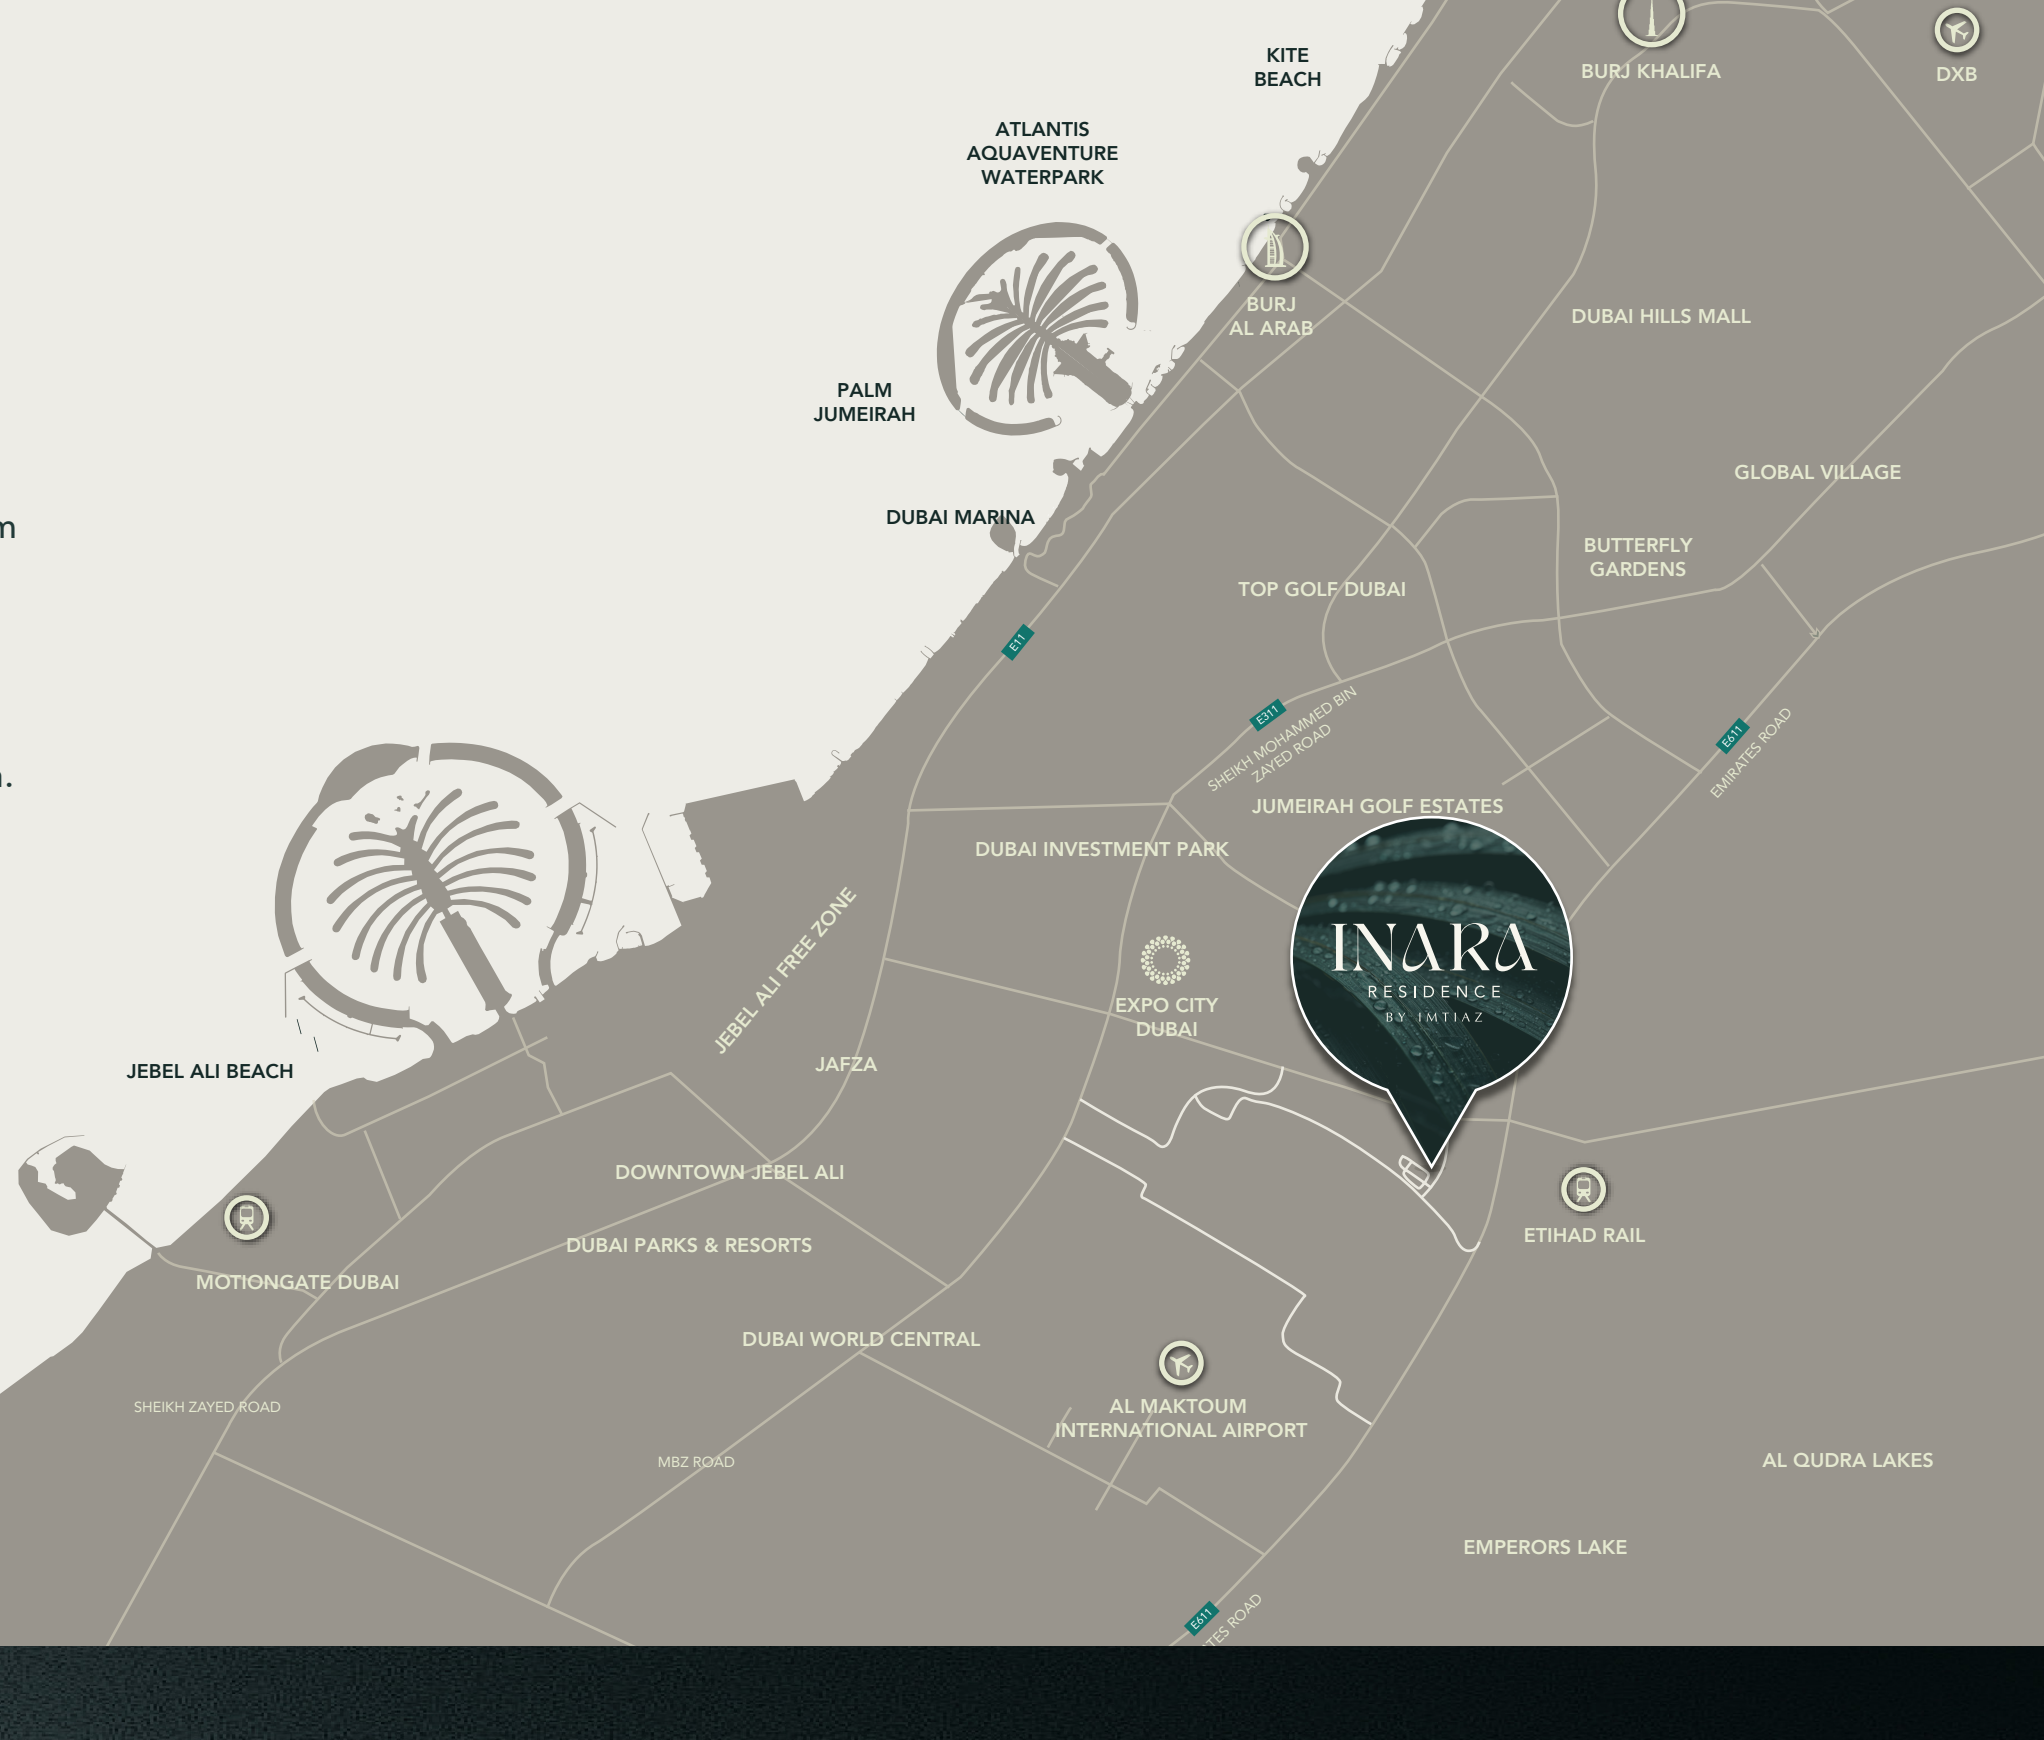 KITE
BEACH
BURJ KHALIFA
DXB
ATLANTIS
AQUAVENTURE
WATERPARK
BURJ
AL ARAB
DUBAI HILLS MALL
PALM
JUMEIRAH
GLOBAL VILLAGE
DUBAI MARINA
m
BUTTERFLY
GARDENS
TOP GOLF DUBAI
E11
E311
SHEIKH MOHAMMED BIN
ZAYED ROAD
E611
EMIRATES ROAD
.
JUMEIRAH GOLF ESTATES
DUBAI INVESTMENT PARK
JEBEL ALI FREE ZONE
INARA
RESIDENCE
BY IMTIAZ
EXPO CITY
DUBAI
JAFZA
JEBEL ALI BEACH
DOWNTOWN JEBEL ALI
ETIHAD RAIL
DUBAI PARKS & RESORTS
MOTIONGATE DUBAI
DUBAI WORLD CENTRAL
AL MAKTOUM
INTERNATIONAL AIRPORT
SHEIKH ZAYED ROAD
MBZ ROAD
AL QUDRA LAKES
EMPERORS LAKE
E611
TES ROAD